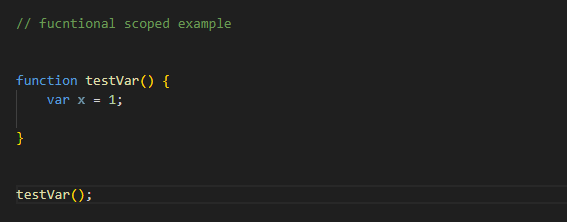 // fucntional scoped example
function testVar() {
var x = 1;
}
testVar();